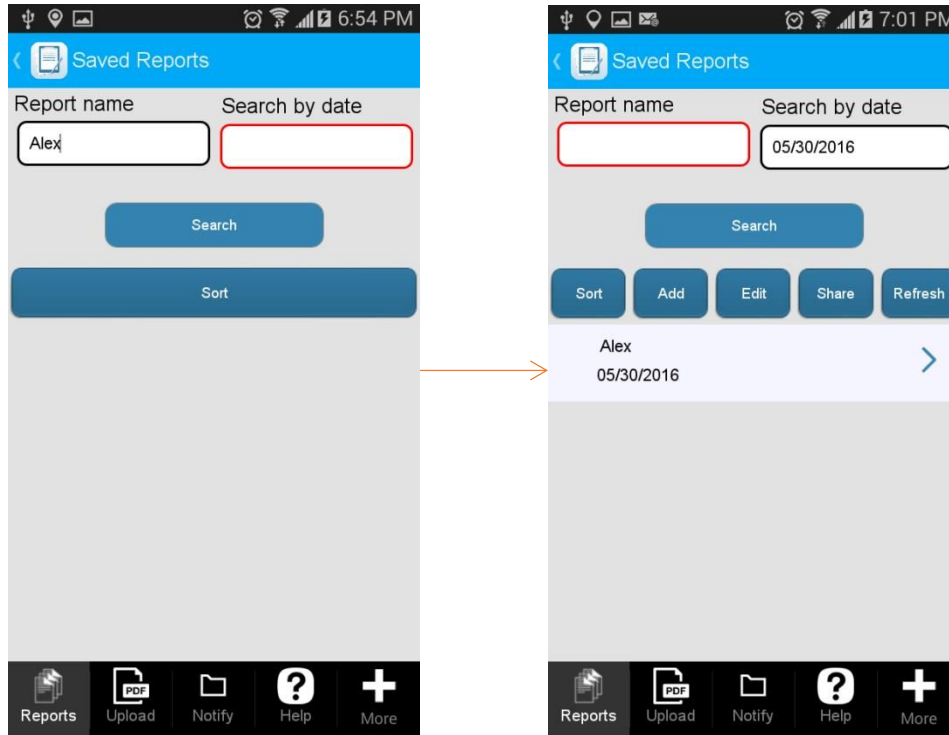 6:54 PM
Saved Reports
Report name Search by date
Alex
Search
Sort
Reports Upload Notify Help More
PDF
7:01 PM
Saved Reports
Report name Search by date
05/30/2016
Search
Sort Add Edit Share Refresh
Alex
05/30/2016
PDF
Reports Upload Notify Help More